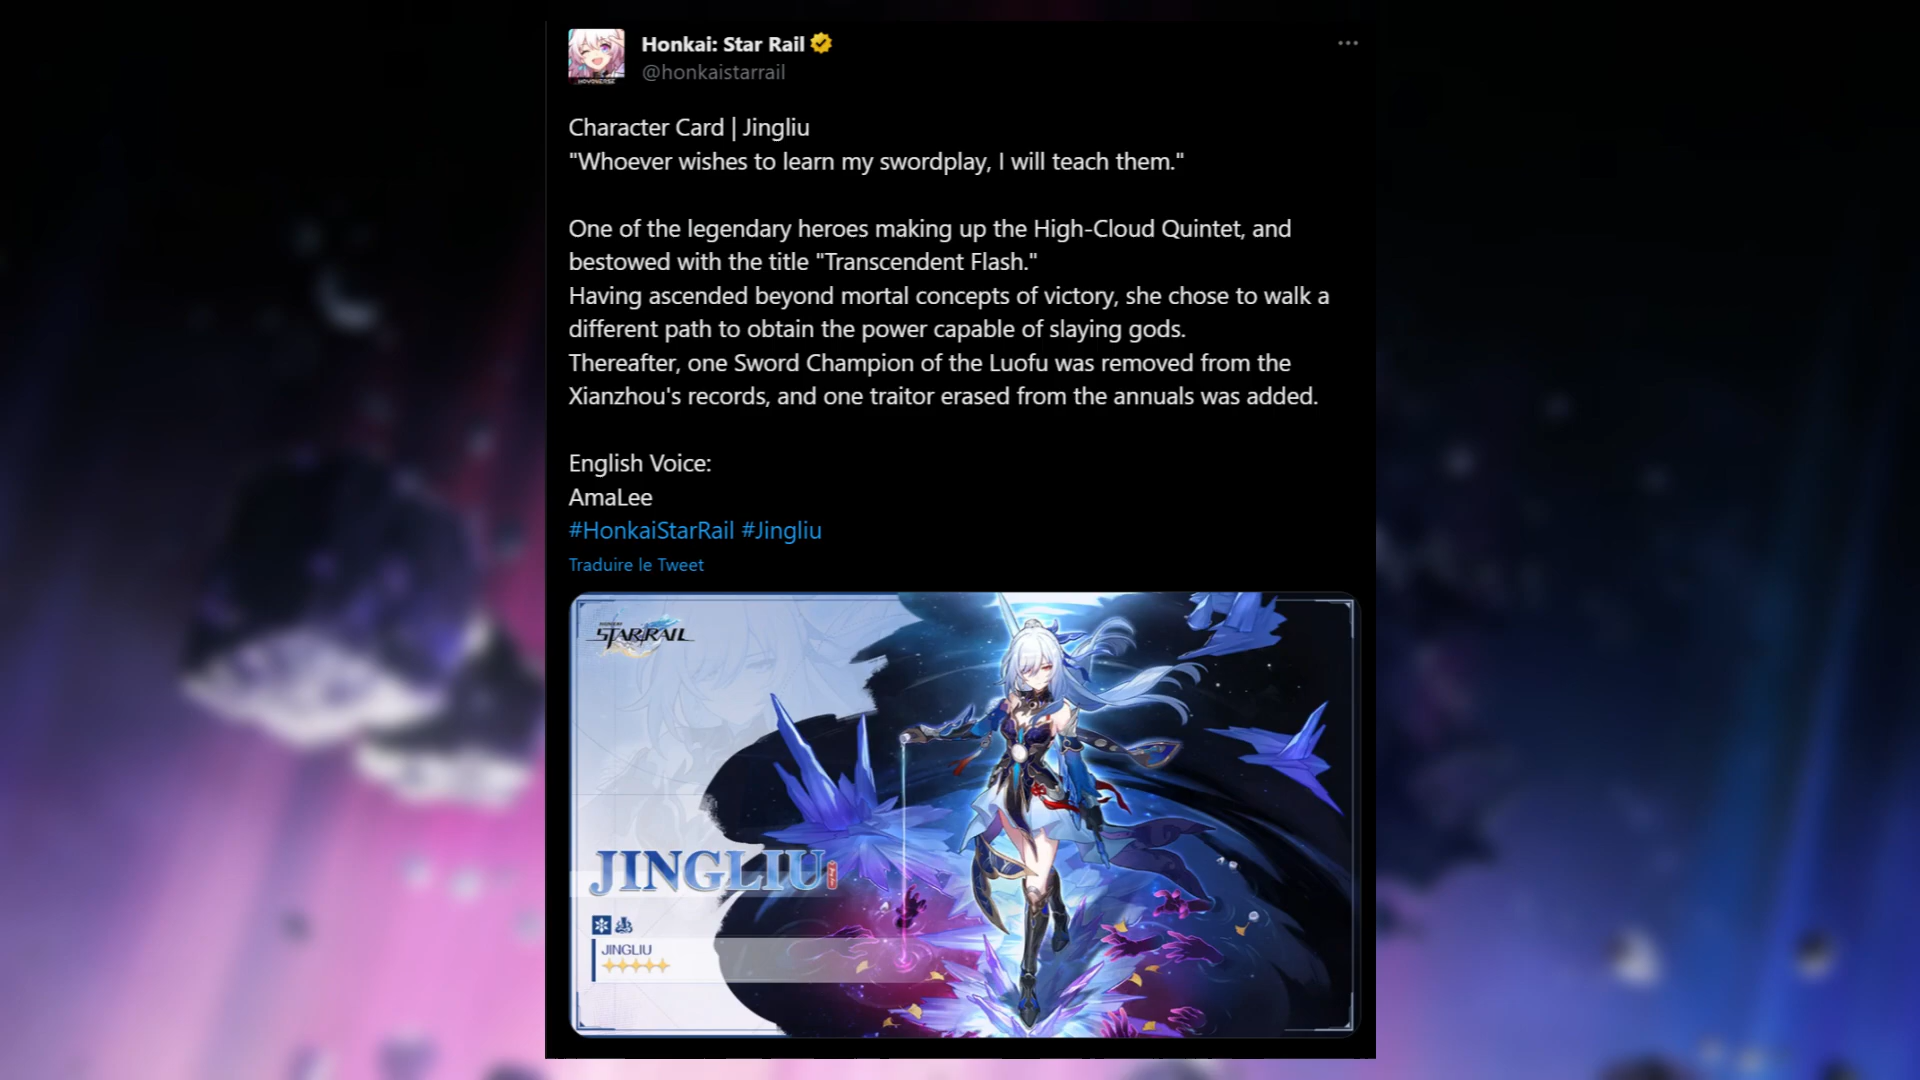 Honkai: Star Rail
@honkaistarrail
Character Card | Jingliu
"Whoever wishes to learn my swordplay, I will teach them."
One of the legendary heroes making up the High-Cloud Quintet, and
bestowed with the title "Transcendent Flash."
Having ascended beyond mortal concepts of victory, she chose to walk a
different path to obtain the power capable of slaying gods.
Thereafter, one Sword Champion of the Luofu was removed from the
Xianzhou's records, and one traitor erased from the annuals was added.
English Voice:
AmaLee
#HonkaiStarRail #Jingliu
Traduire le Tweet
STAR RAIL
JINGLIU
JINGLIU